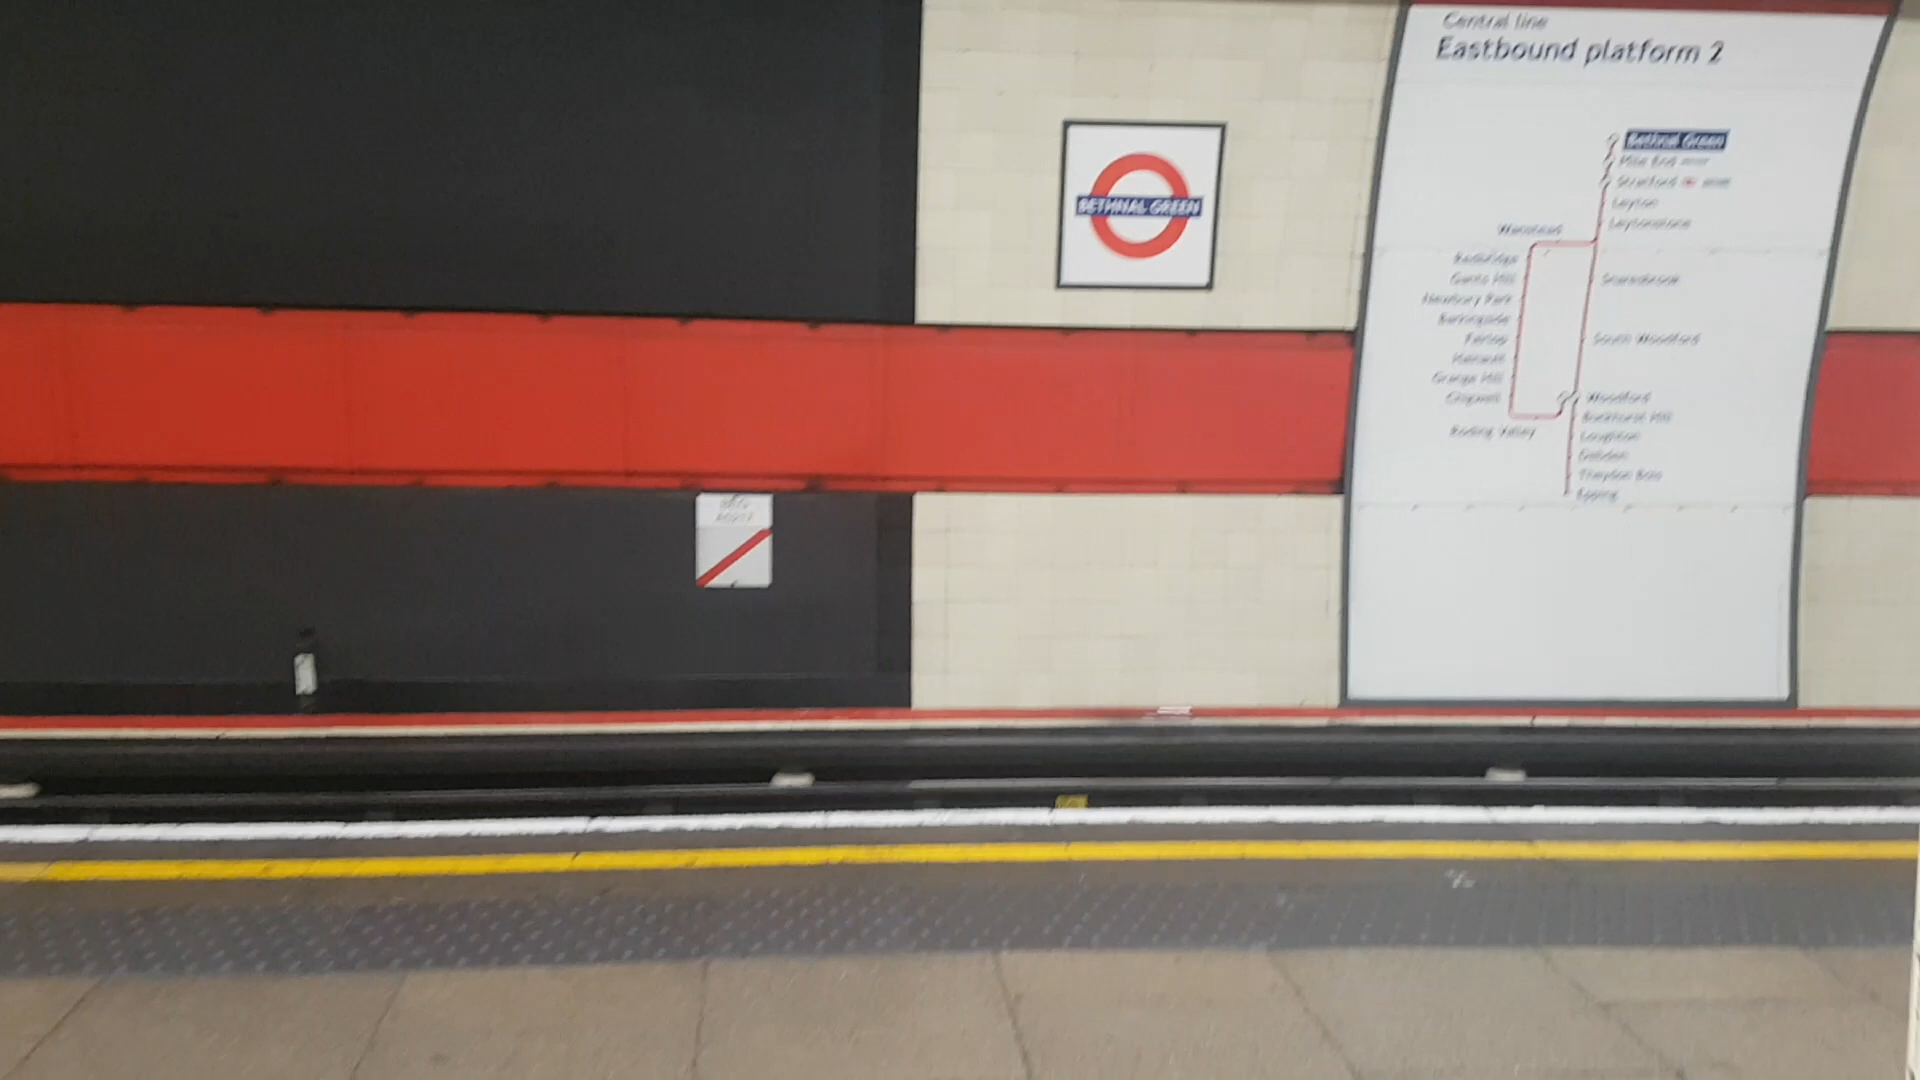 Central line
Eastbound platform 2
BETHNAL GREEN
Bethnal Green
Mile End
Stratford
Leyton
Leytonstone
Wanstead
Redbridge
Gants Hill
Newbury Park
Barkingside
Fairlop
Hainault
Grange Hill
Chigwell
Roding Valley
Snaresbrook
South Woodford
Woodford
Buckhurst Hill
Loughton
Debden
Theydon Bois
Epping